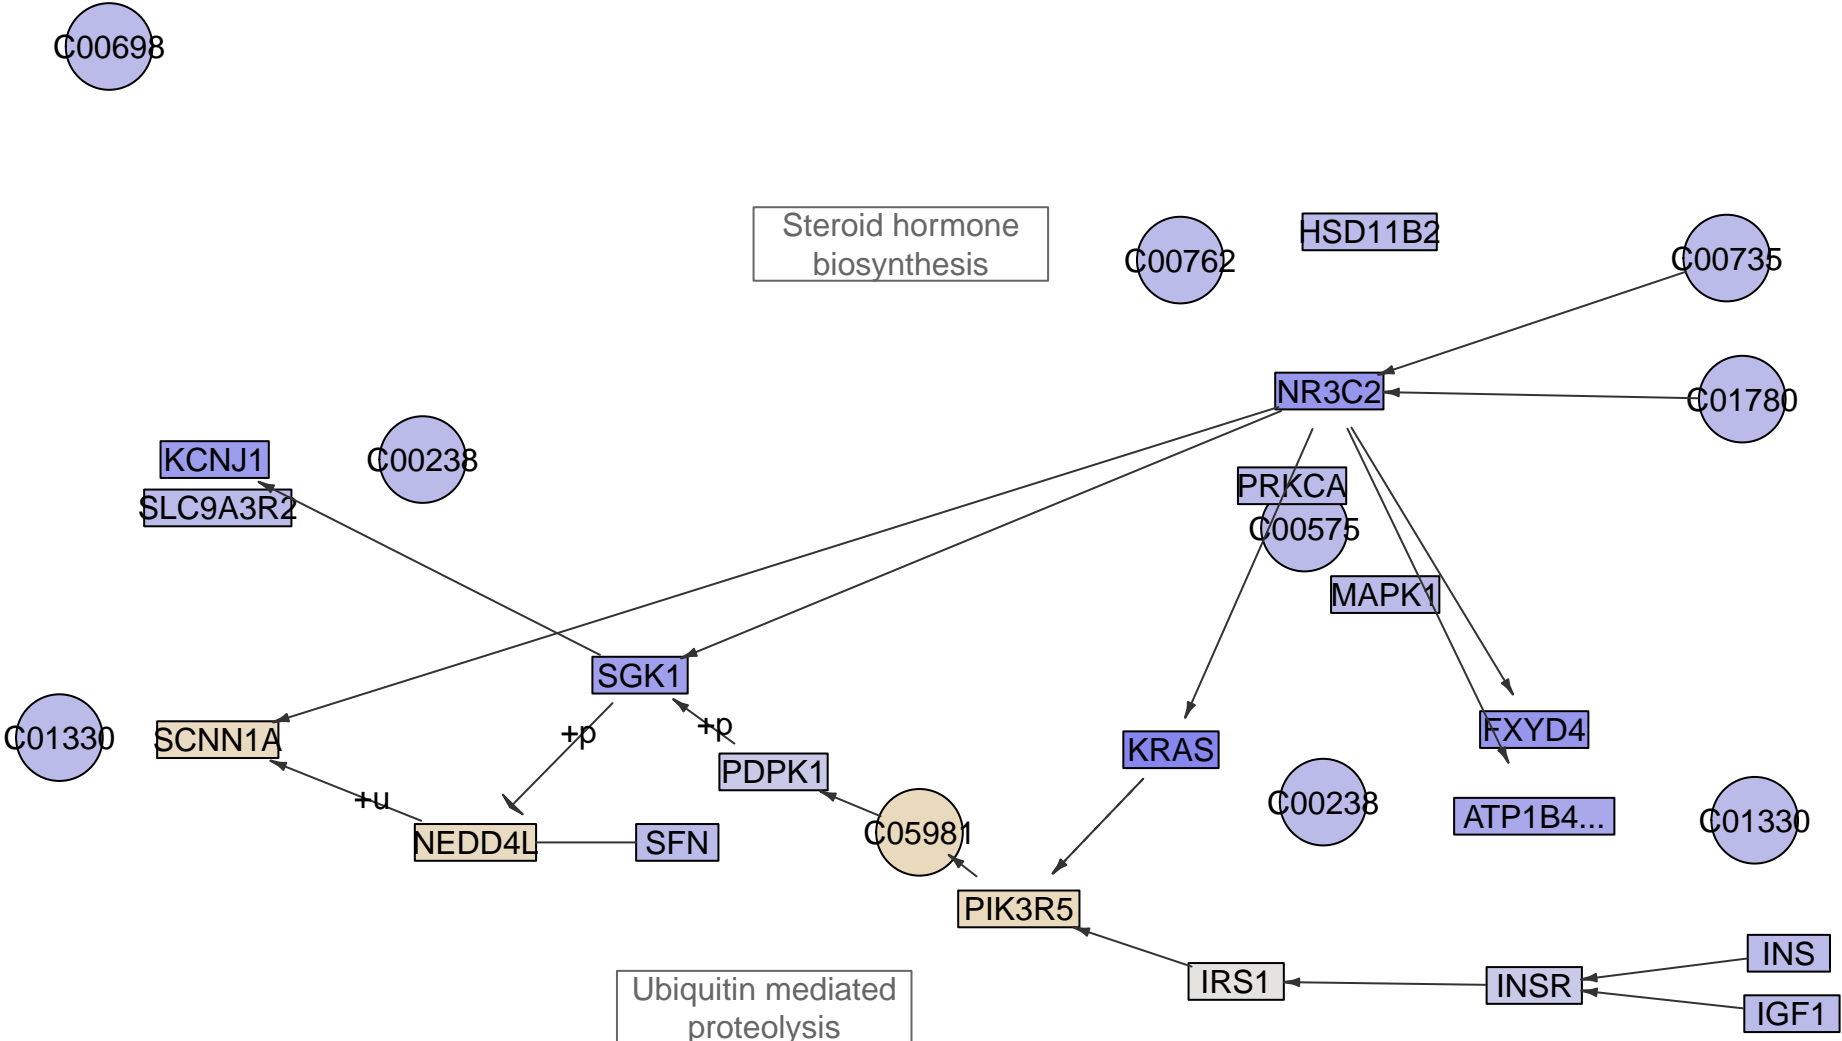 C00698
Steroid hormone
biosynthesis
C00762
HSD11B2
C00735
NR3C2
C01780
KCNJ1
C00238
SLC9A3R2
PRKCA
C00575
MAPK1
SGK1
C01330
SCNN1A
+p
+p
KRAS
FXYD4
PDPK1
C00238
ATP1B4...
C01330
+u
NEDD4L
SFN
C05981
PIK3R5
INS
IRS1
INSR
IGF1
Ubiquitin mediated
proteolysis